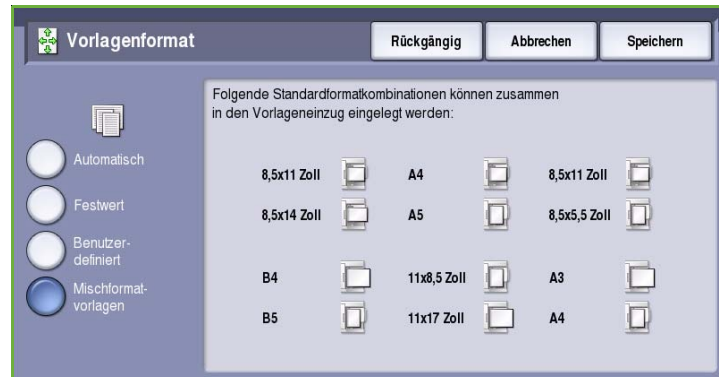 Vorlagenformat
Rückgängig
Abbrechen
Speichern
Folgende Standardformatkombinationen können zusammen
in den Vorlageneinzug eingelegt werden:
Automatisch
Festwert
Benutzer-
definiert
Mischformat-
vorlagen
8,5x11 Zoll A4 8,5x11 Zoll
8,5x14 Zoll A5 8,5x5,5 Zoll
B4 11x8,5 Zoll A3
B5 11x17 Zoll A4